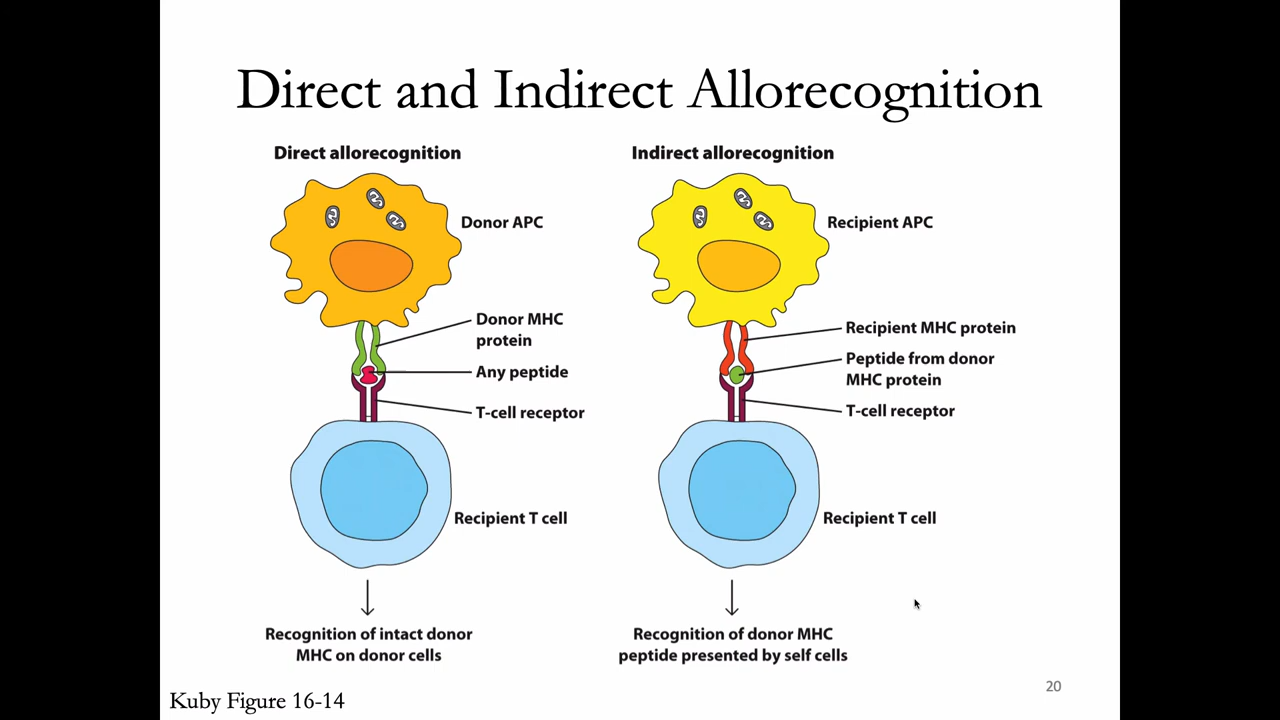 Direct and Indirect Allorecognition
Direct allorecognition
Donor APC
Donor MHC
protein
Any peptide
T-cell receptor
Recipient T cell
Recognition of intact donor
MHC on donor cells
Indirect allorecognition
Recipient APC
Recipient MHC protein
Peptide from donor
MHC protein
T-cell receptor
Recipient T cell
Recognition of donor MHC
peptide presented by self cells
Kuby Figure 16-14
20